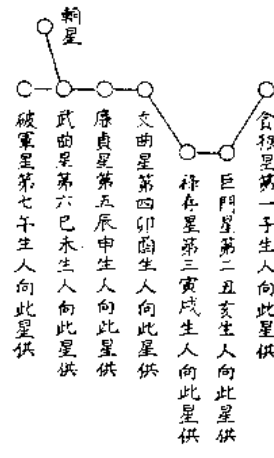 貪狼星第一子生人向此星供
巨門星第二丑亥生人向此星供
祿存星第三寅戌生人向此星供
文曲星第四卯酉生人向此星供
廉貞星第五辰申生人向此星供
武曲星第六巳未生人向此星供
破軍星第七午生人向此星供
輔星